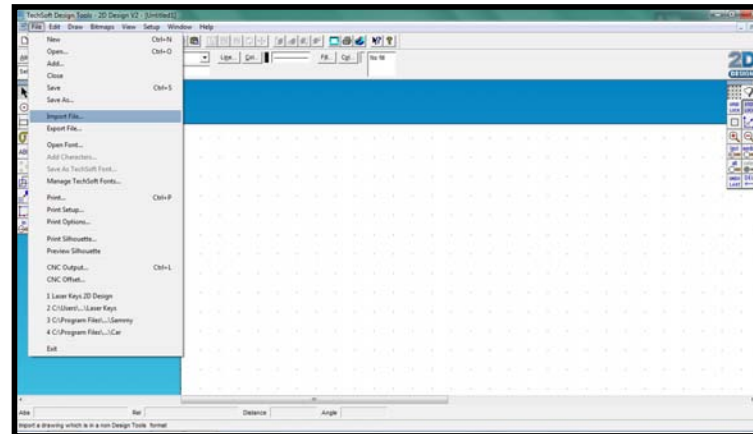 TechSoft Design Tools - 2D Design V2 - [Untitled1]
File Edit Draw Bitmaps View Setup Window Help
New Ctrl+N
Open... Ctrl+O
Add...
Close
Save Ctrl+S
Save As...
Import File...
Export File...
Open Font...
Add Characters...
Save As TechSoft Font...
Manage TechSoft Fonts...
Print... Ctrl+P
Print Setup...
Print Options...
Print Silhouette...
Preview Silhouette
CNC Output... Ctrl+L
CNC Offset...
1 Laser Keys 2D Design
2 C:\Users\...\Laser Keys
3 C:\Program Files\...\Sammy
4 C:\Program Files\...\Car
Exit
Line... Col...
Fill... Col...
2D
DESIGN
Abs Rel Distance Angle
Import a drawing which is in a non Design Tools format